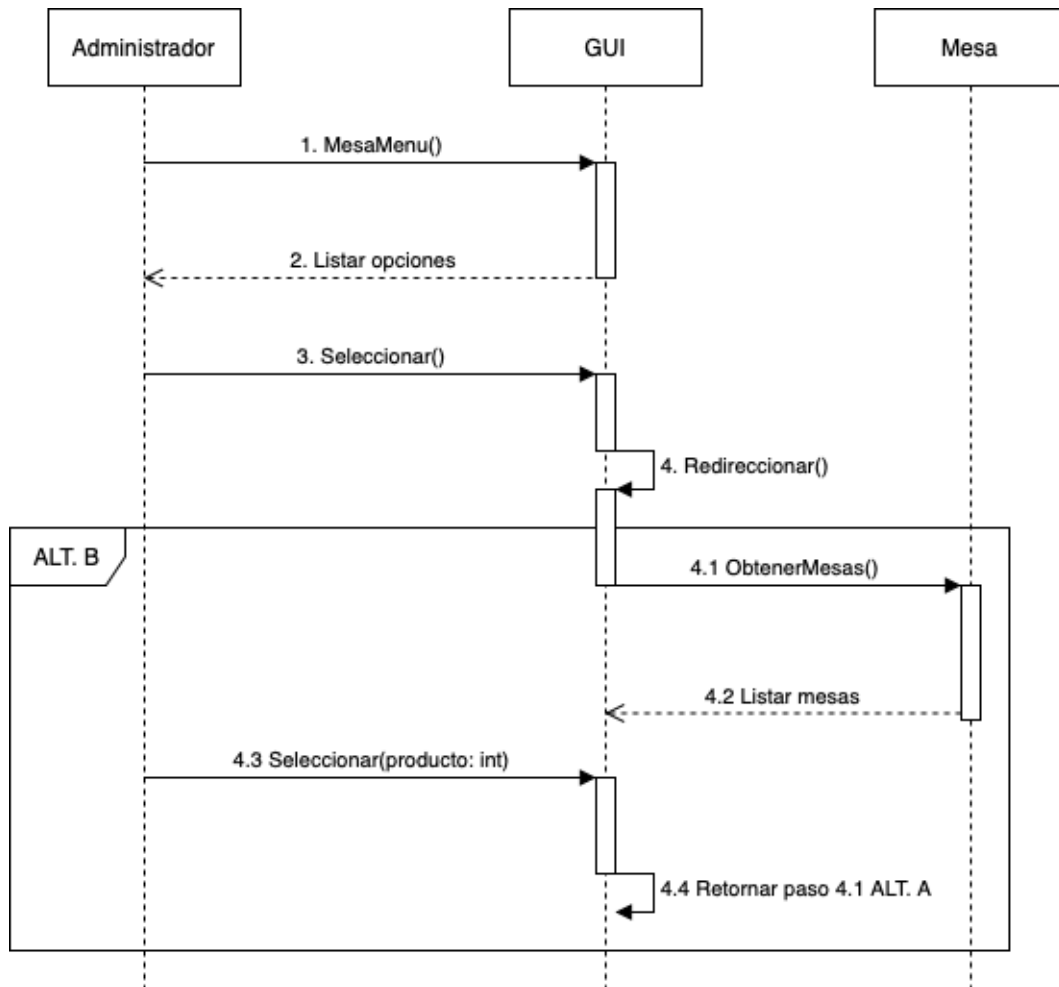 Administrador
GUI
Mesa
1. MesaMenu()
2. Listar opciones
3. Seleccionar()
4. Redireccionar()
ALT. B
4.1 ObtenerMesas()
4.2 Listar mesas
4.3 Seleccionar(producto: int)
4.4 Retornar paso 4.1 ALT. A